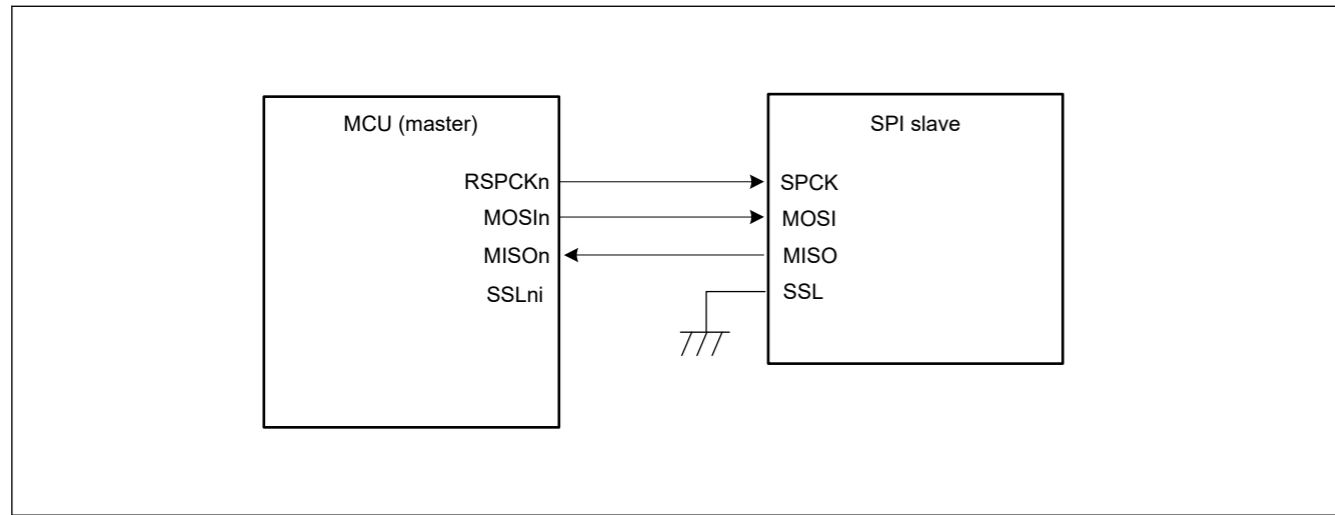 MCU (master)
SPI slave
RSPCKn
SPCK
MOSIn
MOSI
MISOn
MISO
SSLni
SSL